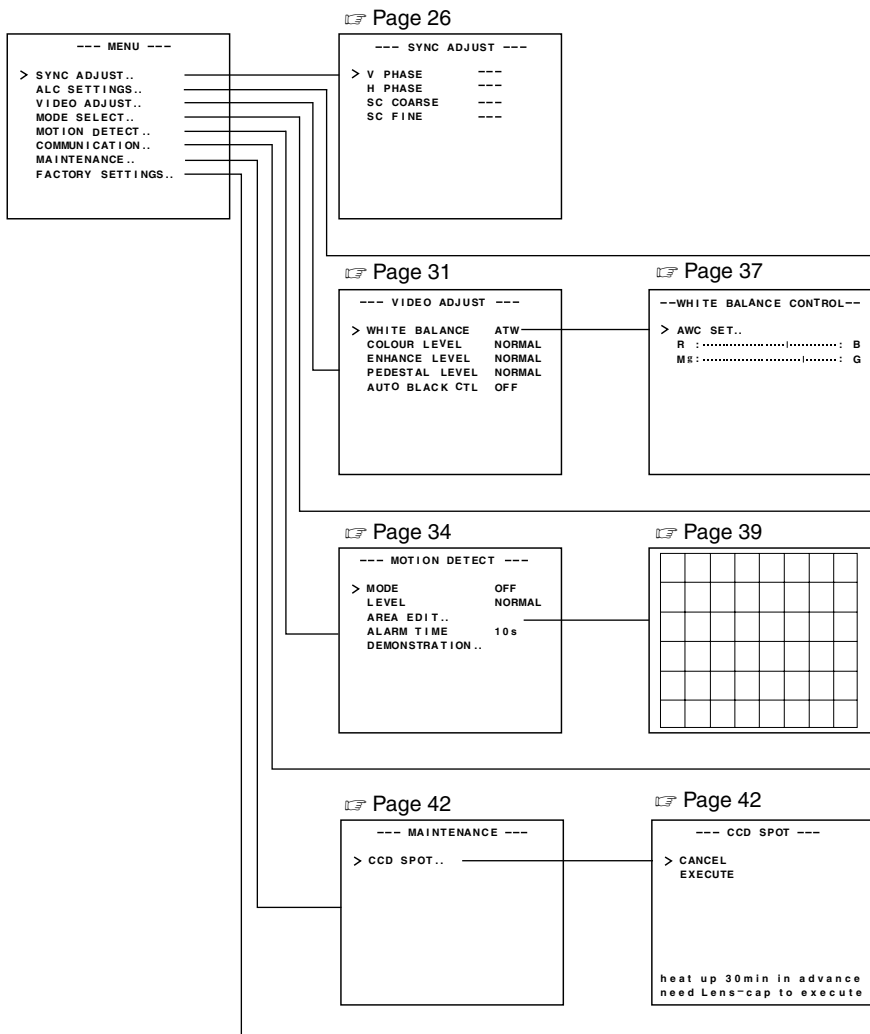 ☞ Page 26
--- MENU ---
> SYNC ADJUST..
ALC SETTINGS..
VIDEO ADJUST..
MODE SELECT..
MOTION DETECT..
COMMUNICATION..
MAINTENANCE..
FACTORY SETTINGS..
--- SYNC ADJUST ---
> V PHASE ---
H PHASE ---
SC COARSE ---
SC FINE ---
☞ Page 31
--- VIDEO ADJUST ---
> WHITE BALANCE ATW
COLOUR LEVEL NORMAL
ENHANCE LEVEL NORMAL
PEDESTAL LEVEL NORMAL
AUTO BLACK CTL OFF
☞ Page 37
--WHITE BALANCE CONTROL--
> AWC SET..
R :.....................I............: B
Mg:.........................I........: G
☞ Page 34
--- MOTION DETECT ---
> MODE OFF
LEVEL NORMAL
AREA EDIT..
ALARM TIME 10s
DEMONSTRATION..
☞ Page 39
☞ Page 42
--- MAINTENANCE ---
> CCD SPOT..
☞ Page 42
--- CCD SPOT ---
> CANCEL
EXECUTE
heat up 30min in advance
need Lens-cap to execute